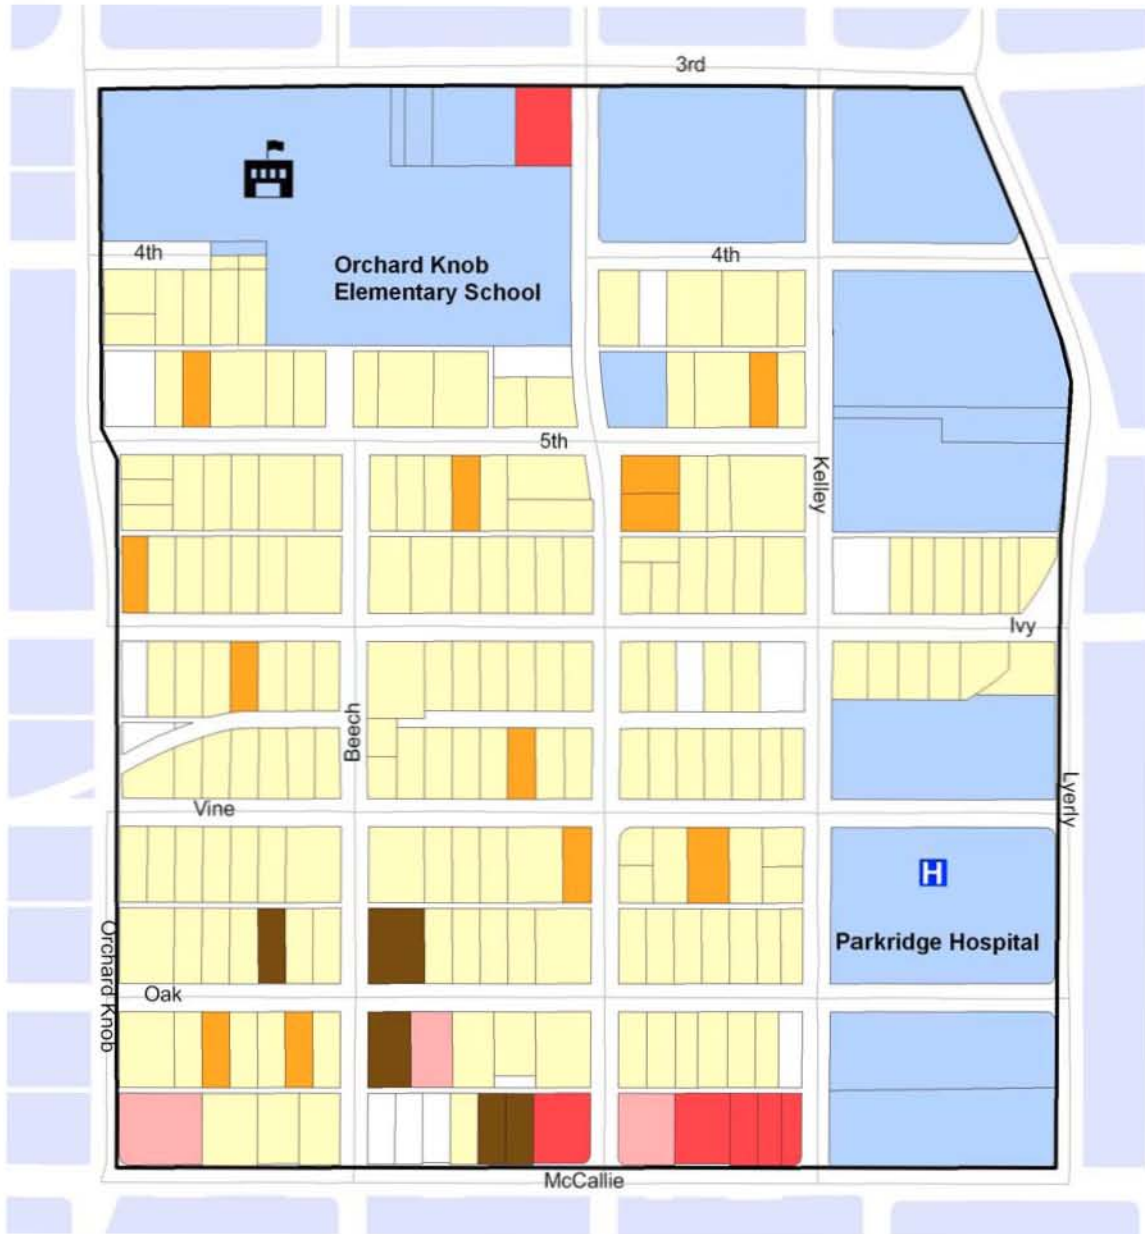 3rd
4th
4th
Orchard Knob
Elementary School
5th
Kelley
Ivy
Beech
Vine
Lyerly
H
Parkridge Hospital
Orchard Knob
Oak
McCallie